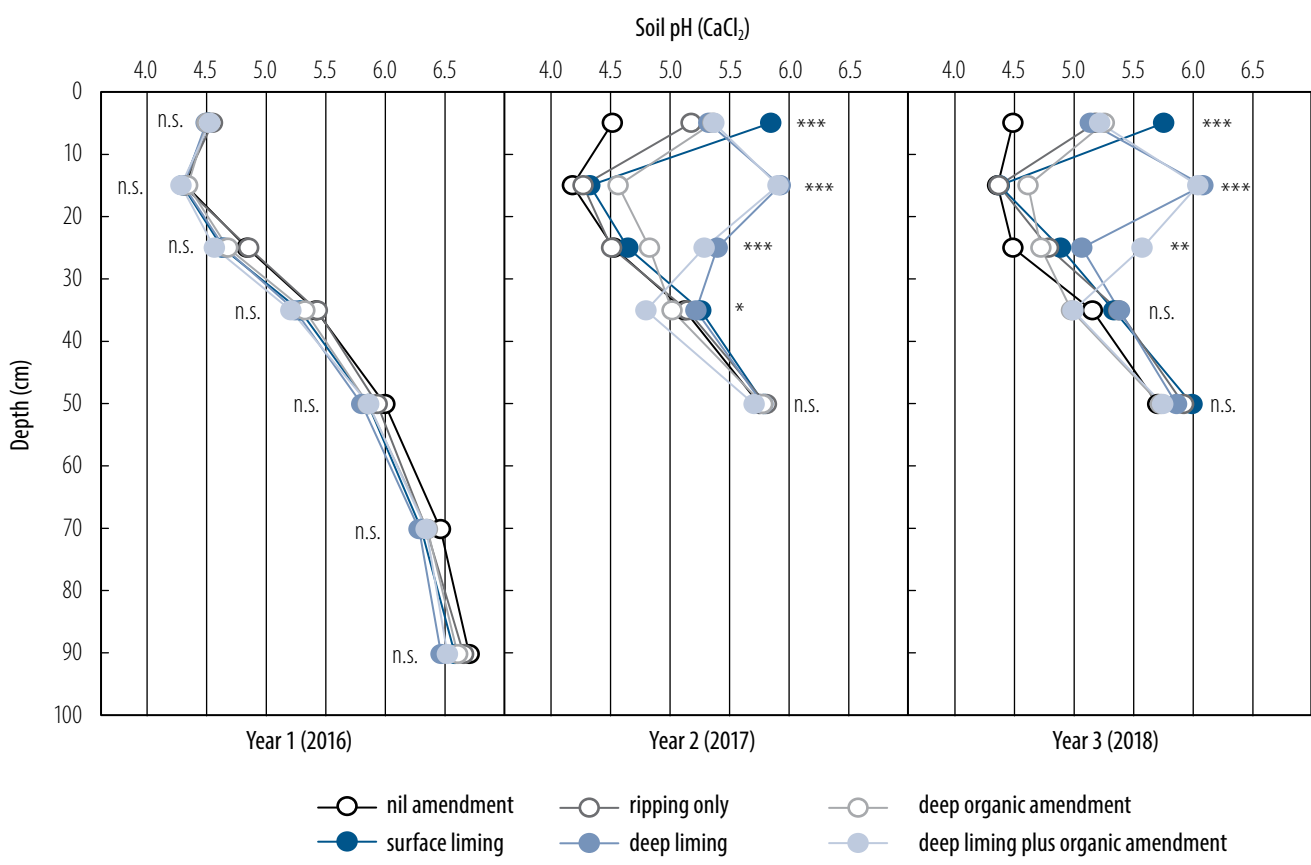 Soil pH (CaCl₂)
4.0 4.5 5.0 5.5 6.0 6.5 4.0 4.5 5.0 5.5 6.0 6.5 4.0 4.5 5.0 5.5 6.0 6.5
Depth (cm)
0
10
20
30
40
50
60
70
80
90
100
n.s.
n.s.
n.s.
n.s.
n.s.
n.s.
n.s.
***
***
***
*
n.s.
***
***
**
n.s.
n.s.
Year 1 (2016) Year 2 (2017) Year 3 (2018)
nil amendment ripping only deep organic amendment
surface liming deep liming deep liming plus organic amendment